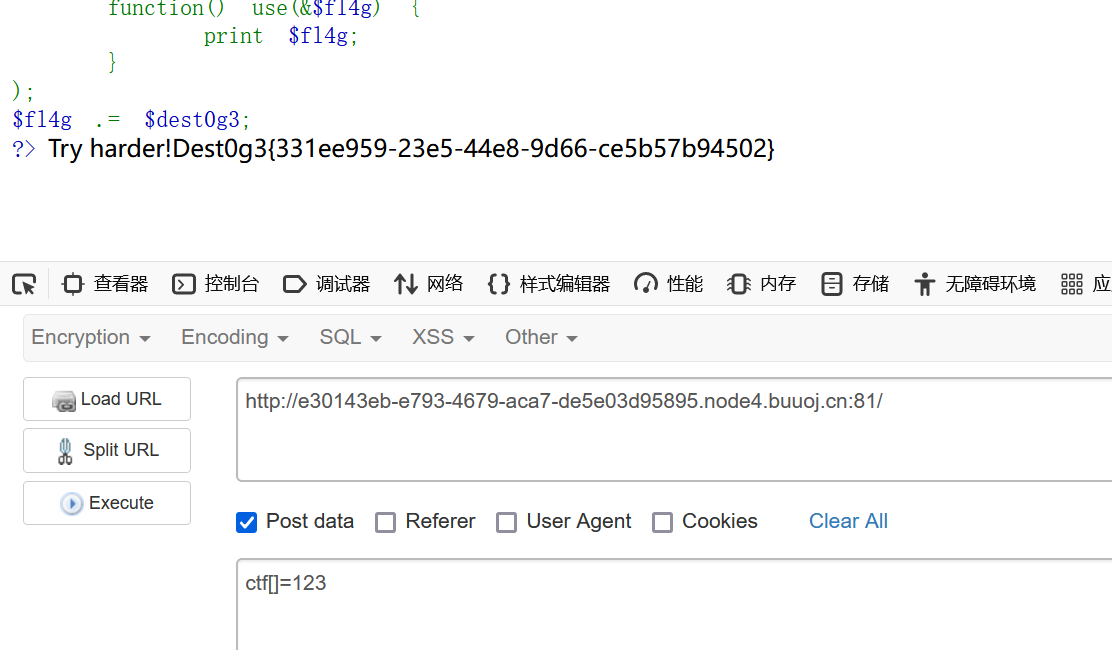 function() use(&$fl4g) {
print $fl4g;
}
);
$fl4g .= $dest0g3;
?> Try harder!Dest0g3{331ee959-23e5-44e8-9d66-ce5b57b94502}
查看器 控制台 调试器 网络 样式编辑器 性能 内存 存储 无障碍环境 应
Encryption Encoding SQL XSS Other
Load URL
http://e30143eb-e793-4679-aca7-de5e03d95895.node4.buuoj.cn:81/
Split URL
Execute
Post data Referer User Agent Cookies Clear All
ctf[]=123